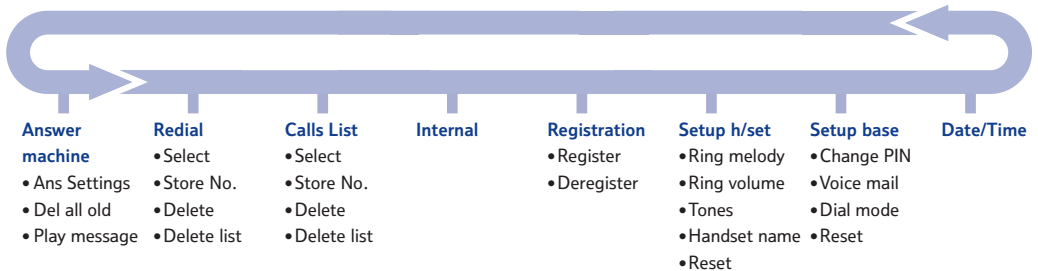 Answer
machine
• Ans Settings
• Del all old
• Play message
Redial
• Select
• Store No.
• Delete
• Delete list
Calls List
• Select
• Store No.
• Delete
• Delete list
Internal
Registration
• Register
• Deregister
Setup h/set
• Ring melody
• Ring volume
• Tones
• Handset name
• Reset
Setup base
• Change PIN
• Voice mail
• Dial mode
• Reset
Date/Time